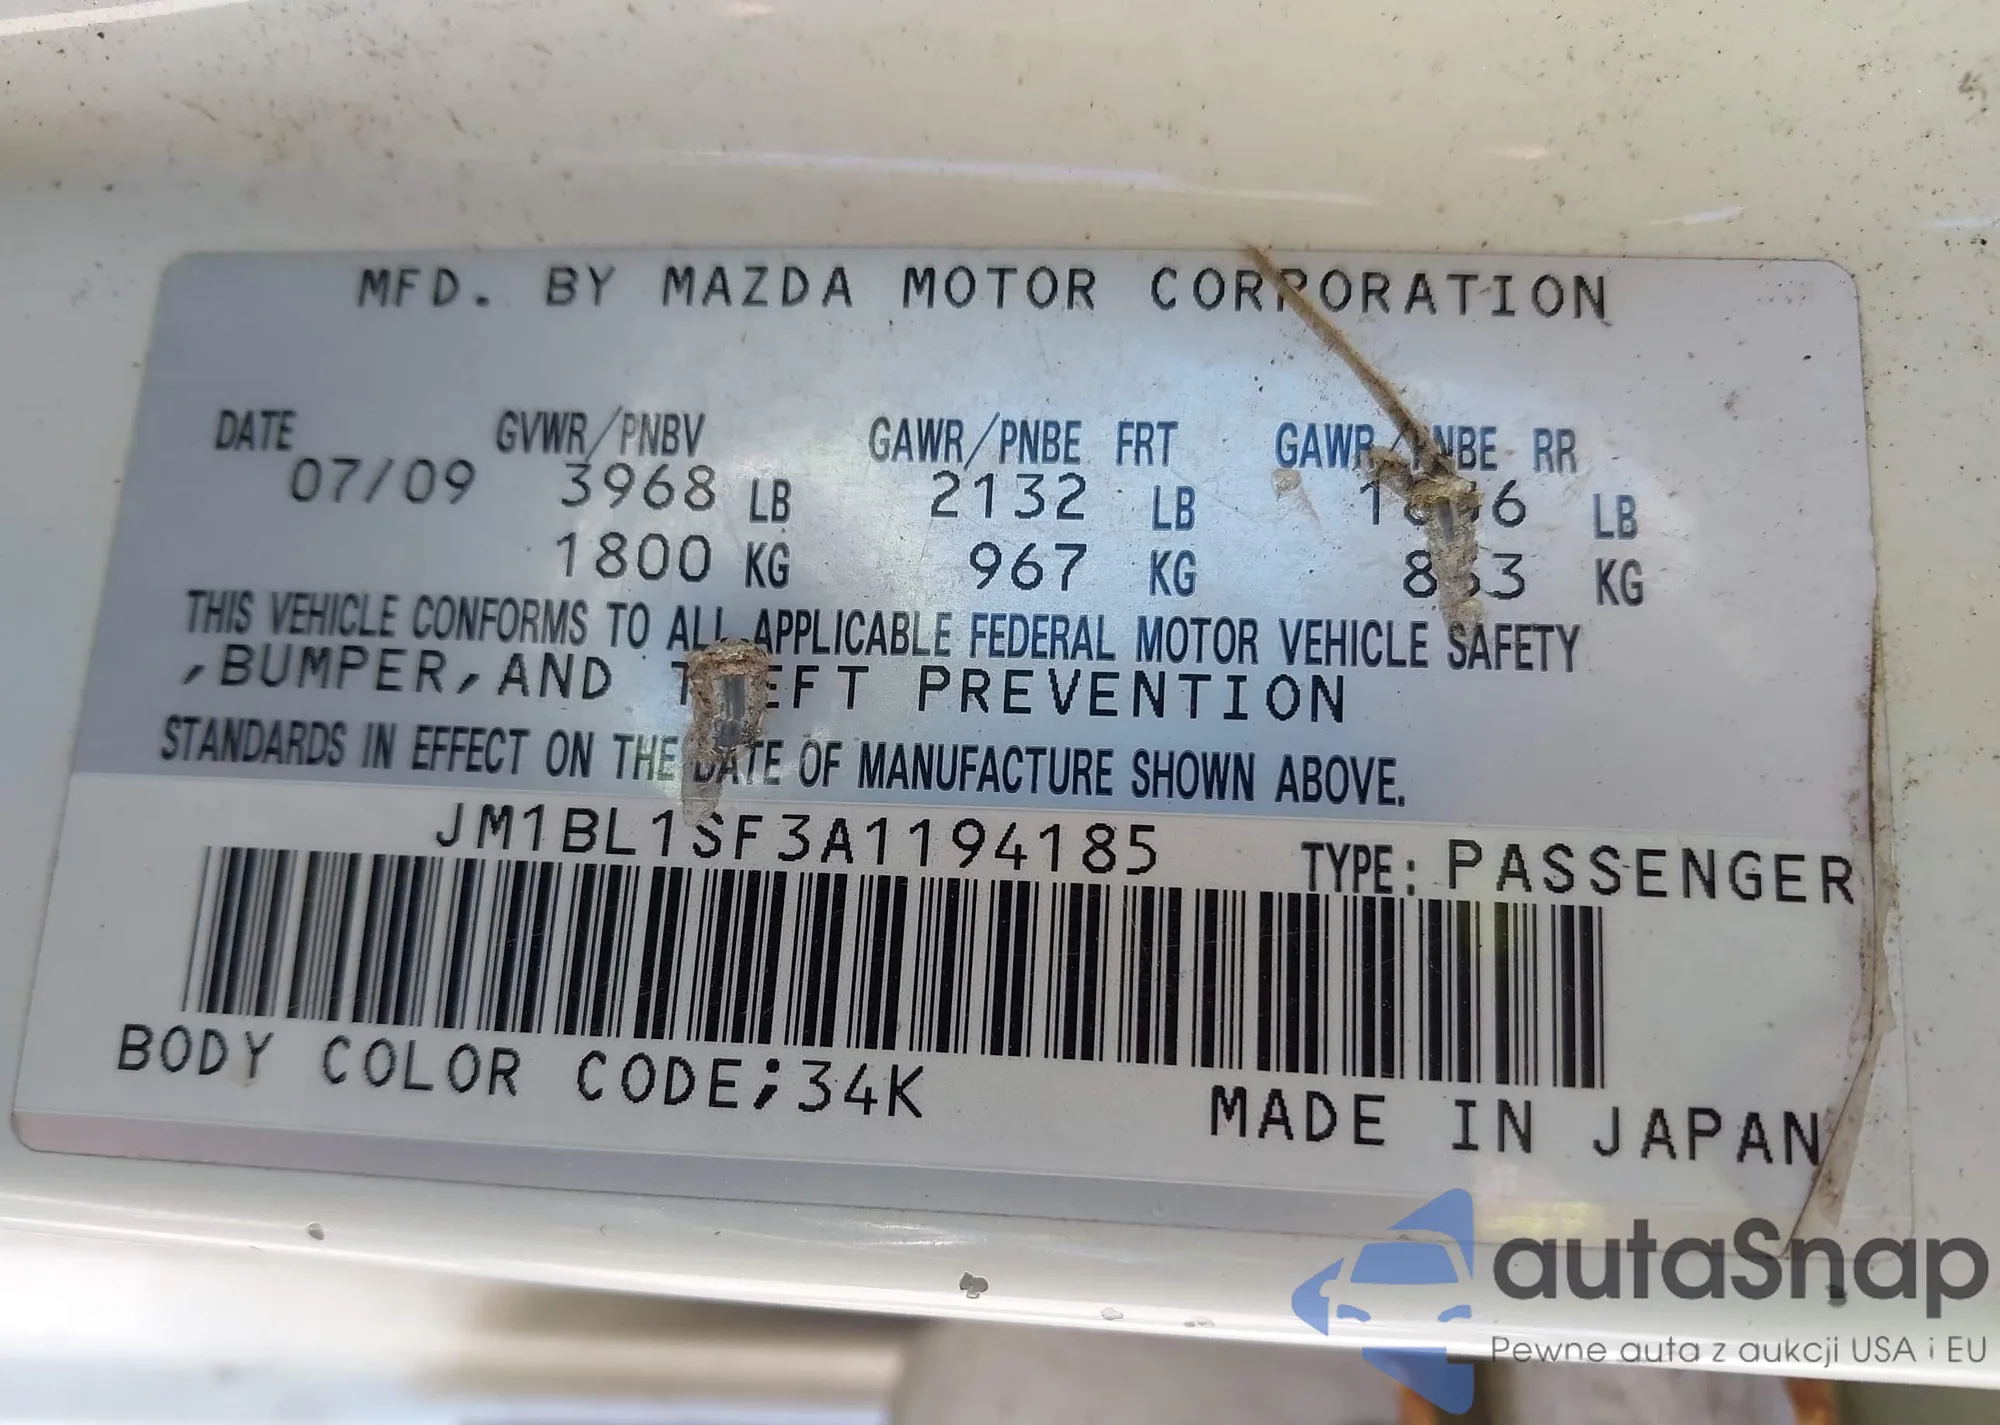 MFD. BY MAZDA MOTOR CORPORATION
DATE GVWR/PNBV GAWR/PNBE FRT GAWR/PNBE RR
07/09 3968 LB 2132 LB LB
1800 KG 967 KG KG
THIS VEHICLE CONFORMS TO ALL APPLICABLE FEDERAL MOTOR VEHICLE SAFETY
,BUMPER,AND THEFT PREVENTION
STANDARDS IN EFFECT ON THE DATE OF MANUFACTURE SHOWN ABOVE.
JM1BL1SF3A1194185 TYPE: PASSENGER
BODY COLOR CODE;34K
MADE IN JAPAN
autaSnap
Pewne auta z aukcji USA i EU